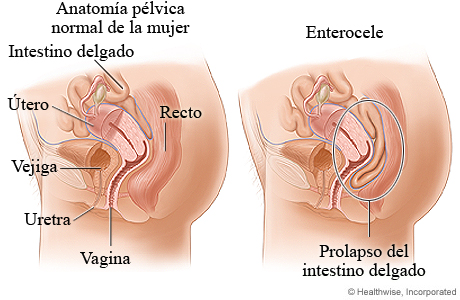 Anatomía pélvica
normal de la mujer
Intestino delgado
Útero
Recto
Vejiga
Uretra
Vagina
Enterocele
Prolapso del
intestino delgado
© Healthwise, Incorporated